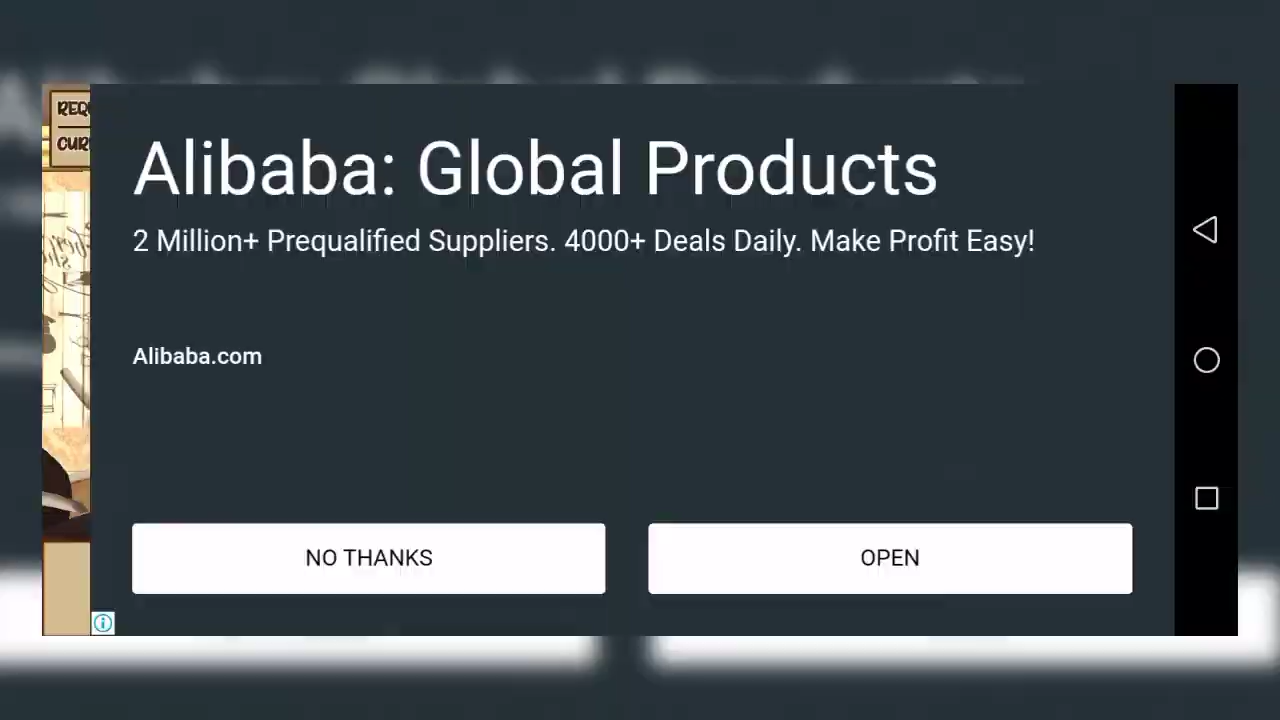 Alibaba: Global Products
2 Million+ Prequalified Suppliers. 4000+ Deals Daily. Make Profit Easy!
Alibaba.com
NO THANKS
OPEN